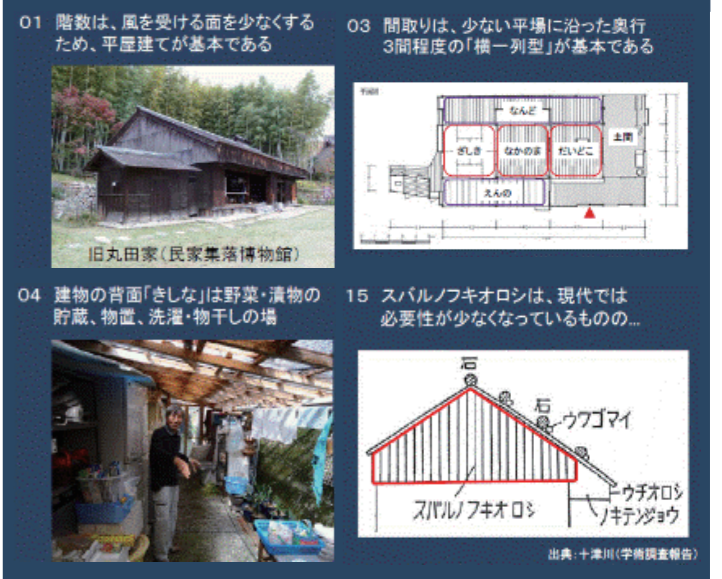 01 階数は、風を受ける面を少なくする
ため、平屋建てが基本である
旧丸田家(民家集落博物館)
03 間取りは、少ない平場に沿った奥行
3間程度の「横一列型」が基本である
なんど
ざしき
なかのま
だいどこ
土間
えんの
04 建物の背面「きしな」は野菜・漬物の
貯蔵、物置、洗濯・物干しの場
15 スバルノフキオロシは、現代では
必要性が少なくなっているものの…
石
石
ウワゴマイ
スバルノフキオロシ
ウチオロシ
ノキテンジョウ
出典:十津川(学術調査報告)